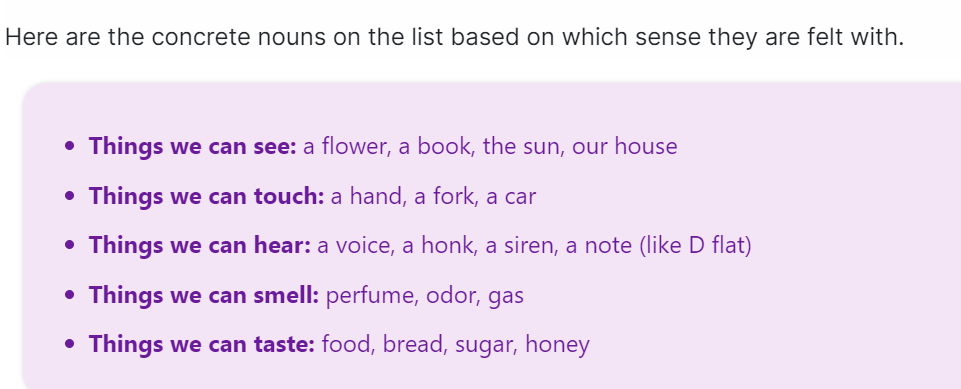 Here are the concrete nouns on the list based on which sense they are felt with.
• Things we can see: a flower, a book, the sun, our house
• Things we can touch: a hand, a fork, a car
• Things we can hear: a voice, a honk, a siren, a note (like D flat)
• Things we can smell: perfume, odor, gas
• Things we can taste: food, bread, sugar, honey